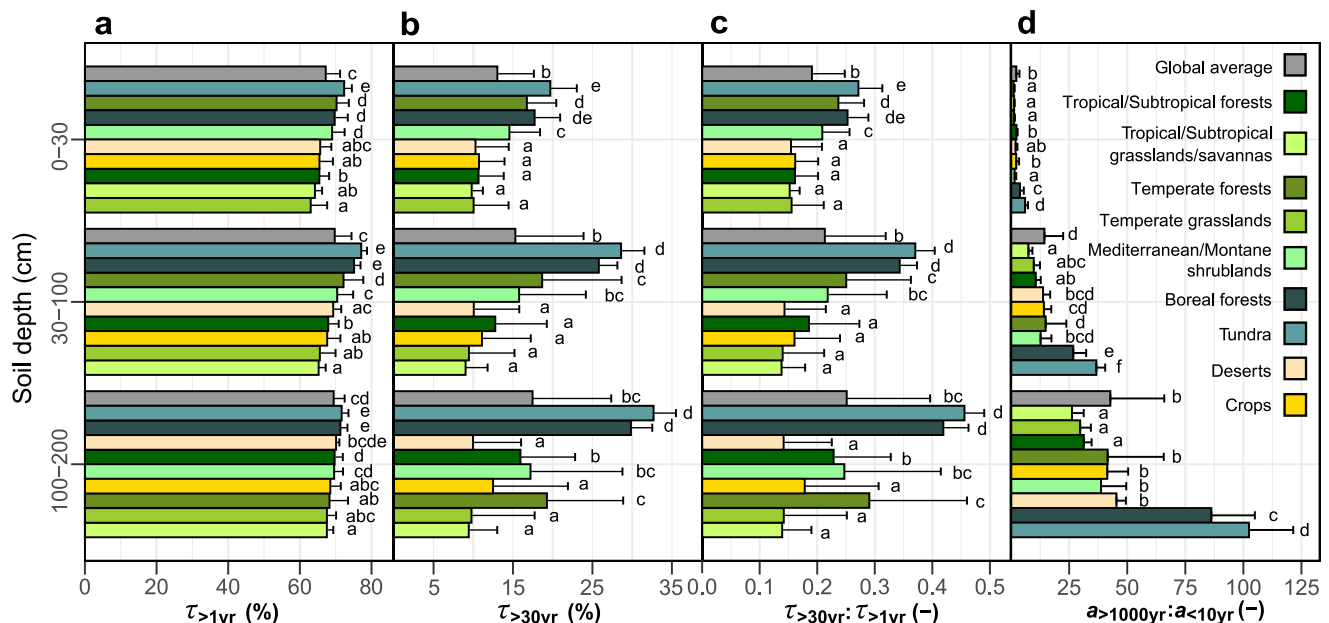 a b c d
Soil depth (cm)
0–30
c b b b
e e e a
d d d a
d de de b
c c c a
abc a ab ab
ab a a b
b a a a
ab a a c
a a a d
30–100
c b b c
e d d a
e d d abc
d c c ab
c bc bc bcd
ac a a cd
b a a d
ab a a bcd
ab a a e
a a a f
100–200
cd bc bc b
e d d a
e d d a
bcde a a a
d b b b
cd bc bc b
abc a a b
ab c c b
abc a a c
a a a d
Global average
Tropical/Subtropical forests
Tropical/Subtropical
grasslands/savannas
Temperate forests
Temperate grasslands
Mediterranean/Montane
shrublands
Boreal forests
Tundra
Deserts
Crops
0 20 40 60 80 5 15 25 35 0.0 0.1 0.2 0.3 0.4 0.5 25 50 75 100 125
τ>1yr (%) τ>30yr (%) τ>30yr:τ>1yr (–) a>1000yr:a<10yr (–)